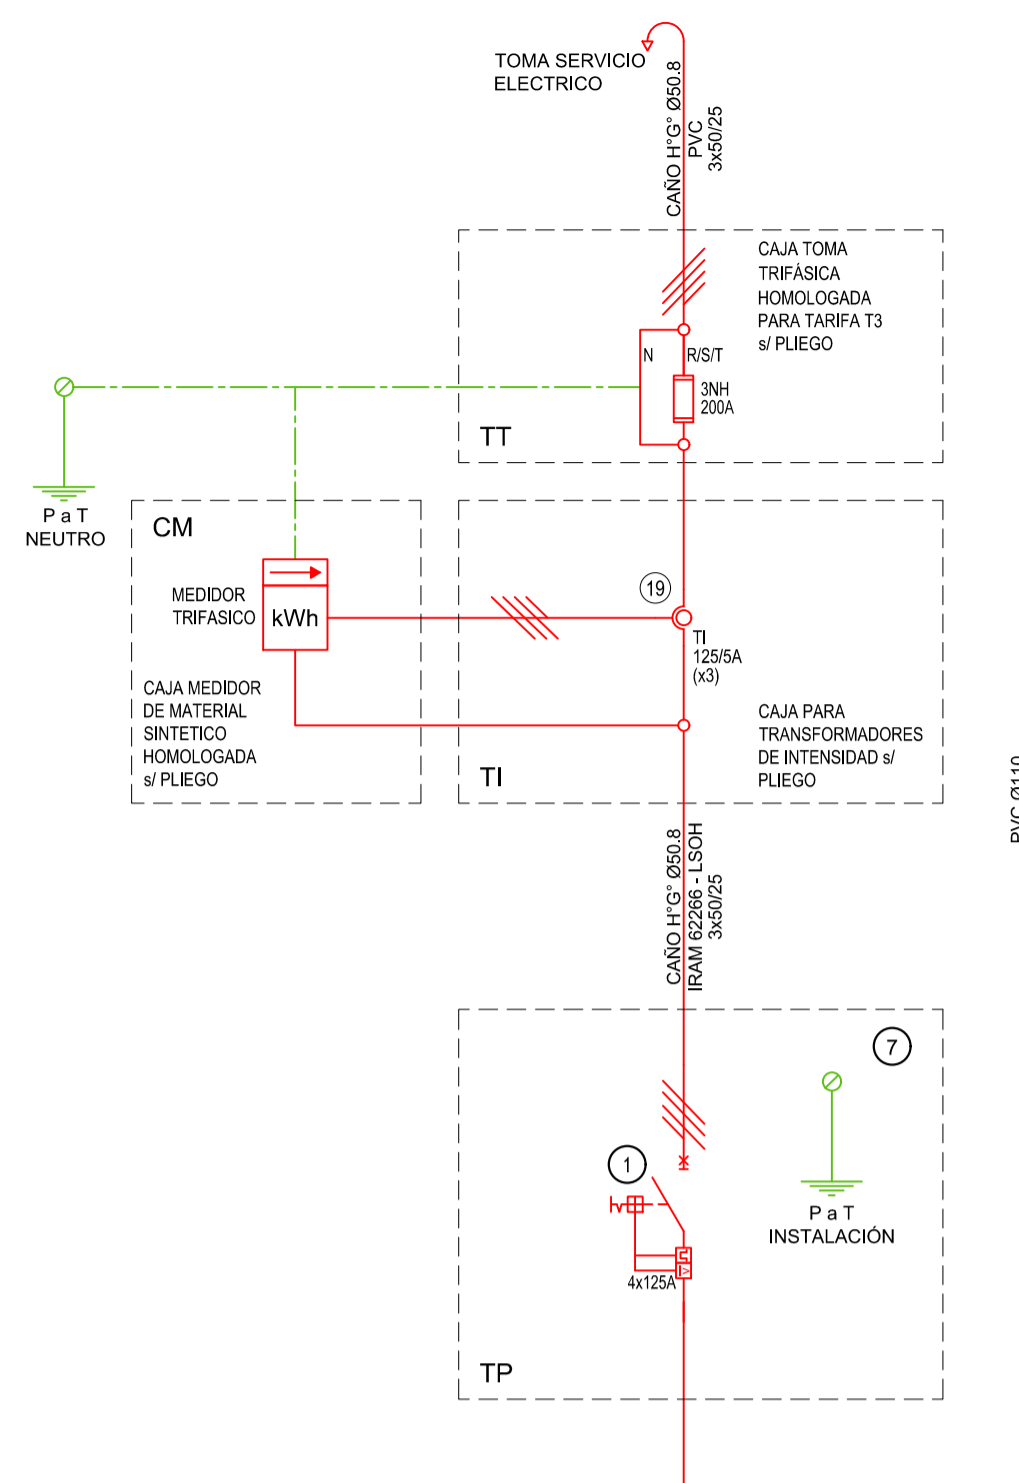 TOMA SERVICIO
ELECTRICO
CAÑO H°G° Ø50.8
PVC
3x50/25
CAJA TOMA
TRIFÁSICA
HOMOLOGADA
PARA TARIFA T3
s/ PLIEGO
N
R/S/T
3NH
200A
TT
P a T
NEUTRO
CM
MEDIDOR
TRIFASICO
kWh
CAJA MEDIDOR
DE MATERIAL
SINTETICO
HOMOLOGADA
s/ PLIEGO
19
TI
125/5A
(x3)
CAJA PARA
TRANSFORMADORES
DE INTENSIDAD s/
PLIEGO
TI
PVC Ø110
CAÑO H°G° Ø50.8
IRAM 62266 - LSOH
3x50/25
7
1
4x125A
P a T
INSTALACIÓN
TP